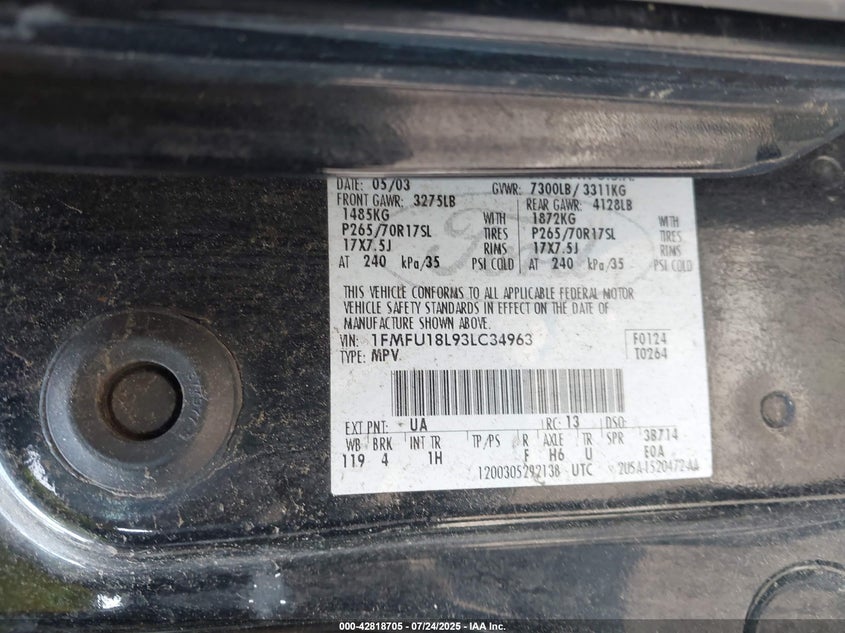 DATE: 05/03 GVWR: 7300LB/ 3311KG
FRONT GAWR: 3275LB REAR GAWR: 4128LB
1485KG WITH 1872KG WITH
P265/70R17SL TIRES P265/70R17SL TIRES
17X7.5J RIMS 17X7.5J RIMS
AT 240 kPa/35 PSI COLD AT 240 kPa/35 PSI COLD
THIS VEHICLE CONFORMS TO ALL APPLICABLE FEDERAL MOTOR
VEHICLE SAFETY STANDARDS IN EFFECT ON THE DATE OF
MANUFACTURE SHOWN ABOVE.
VIN: 1FMFU18L93LC34963 F0124
TYPE: MPV T0264
EXT PNT: UA RC: 13 DSO:
WB BRK INT TR TP/PS R AXLE TR SPR 38714
119 4 1H F H6 U E0A
1200305292138 UTC 2U5A-1520472-AA
000-42818705 - 07/24/2025 - IAA Inc.